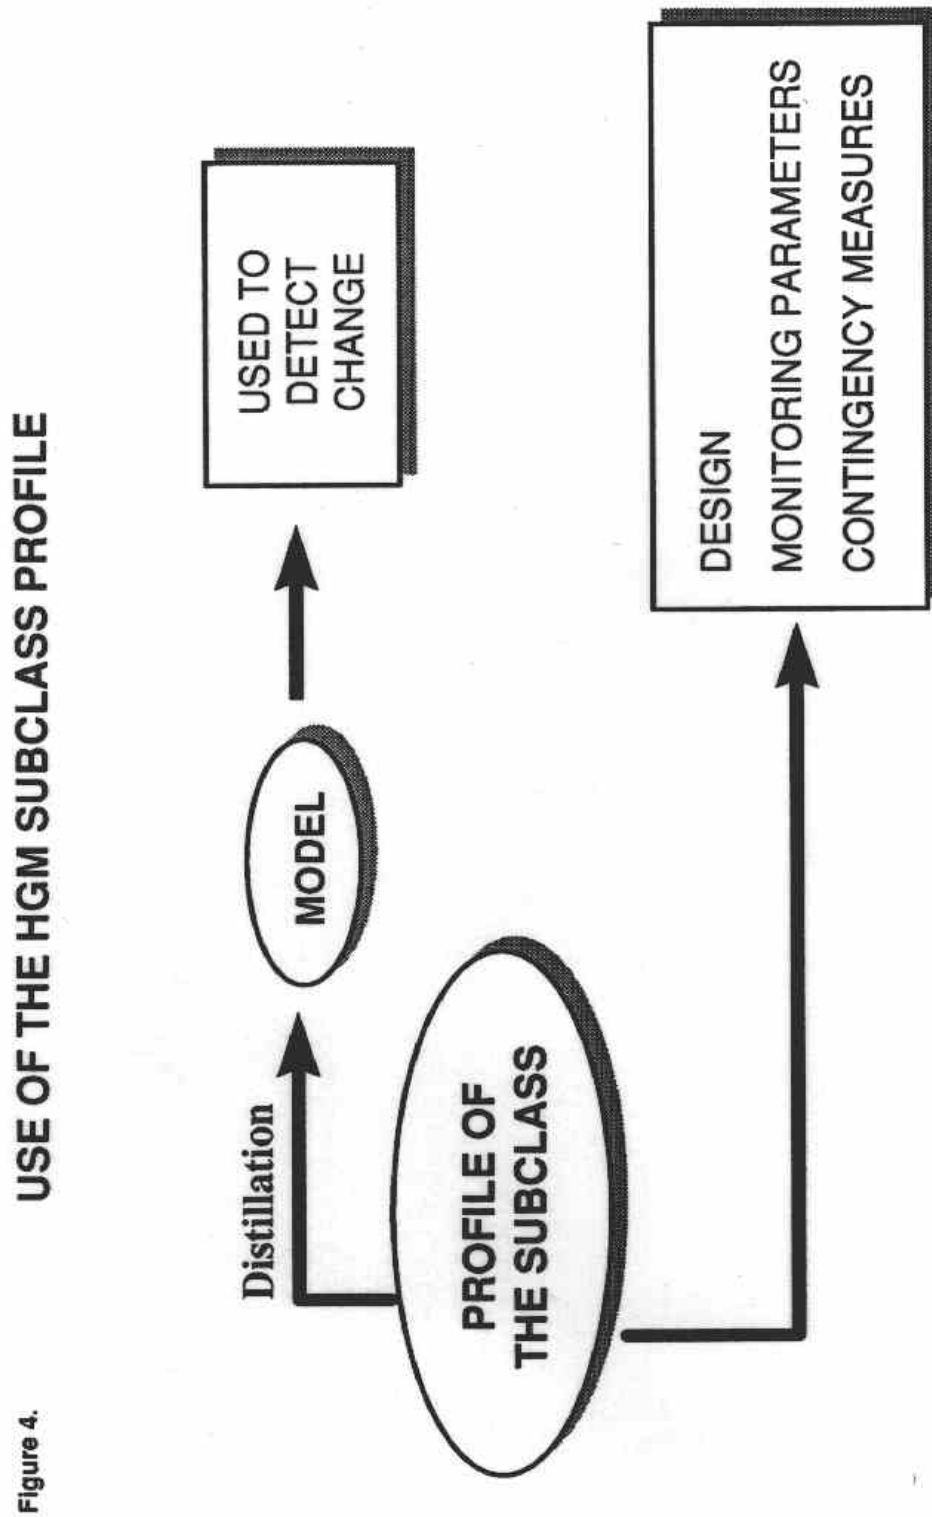 Figure 4.
USE OF THE HGM SUBCLASS PROFILE
Distillation
MODEL
USED TO
DETECT
CHANGE
PROFILE OF
THE SUBCLASS
DESIGN
MONITORING PARAMETERS
CONTINGENCY MEASURES